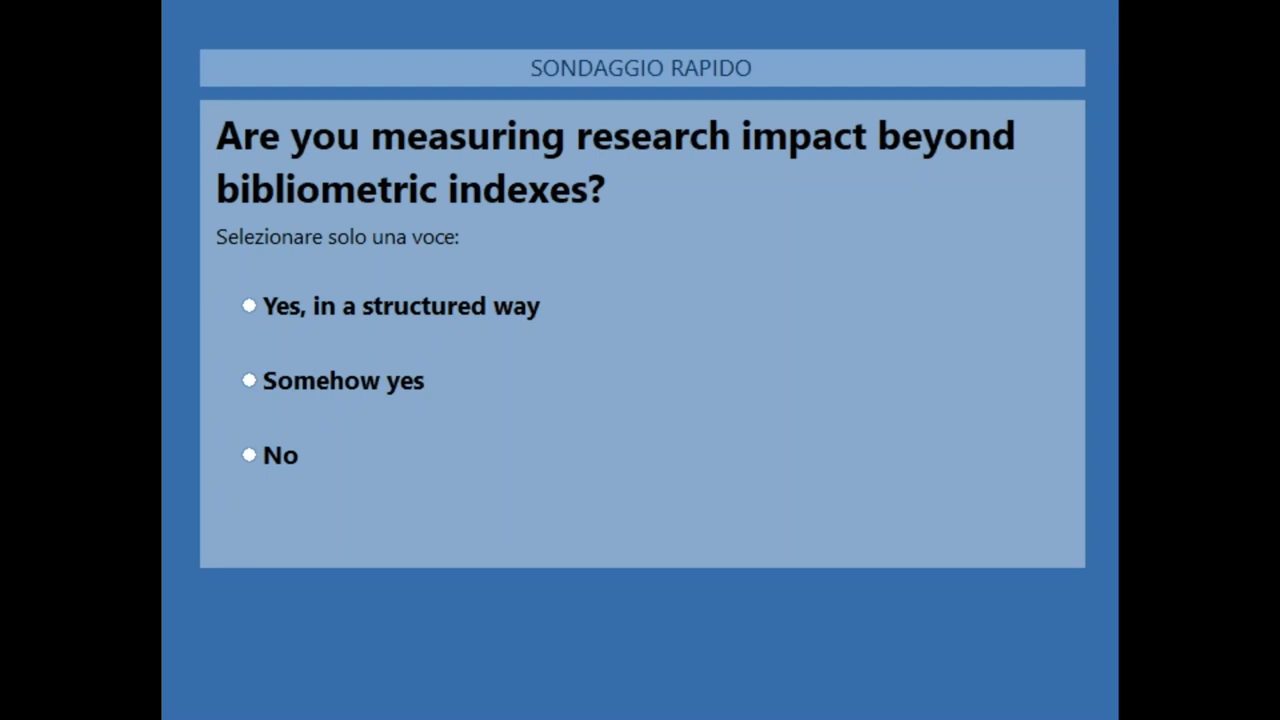 SONDAGGIO RAPIDO
Are you measuring research impact beyond
bibliometric indexes?
Selezionare solo una voce:
Yes, in a structured way
Somehow yes
No